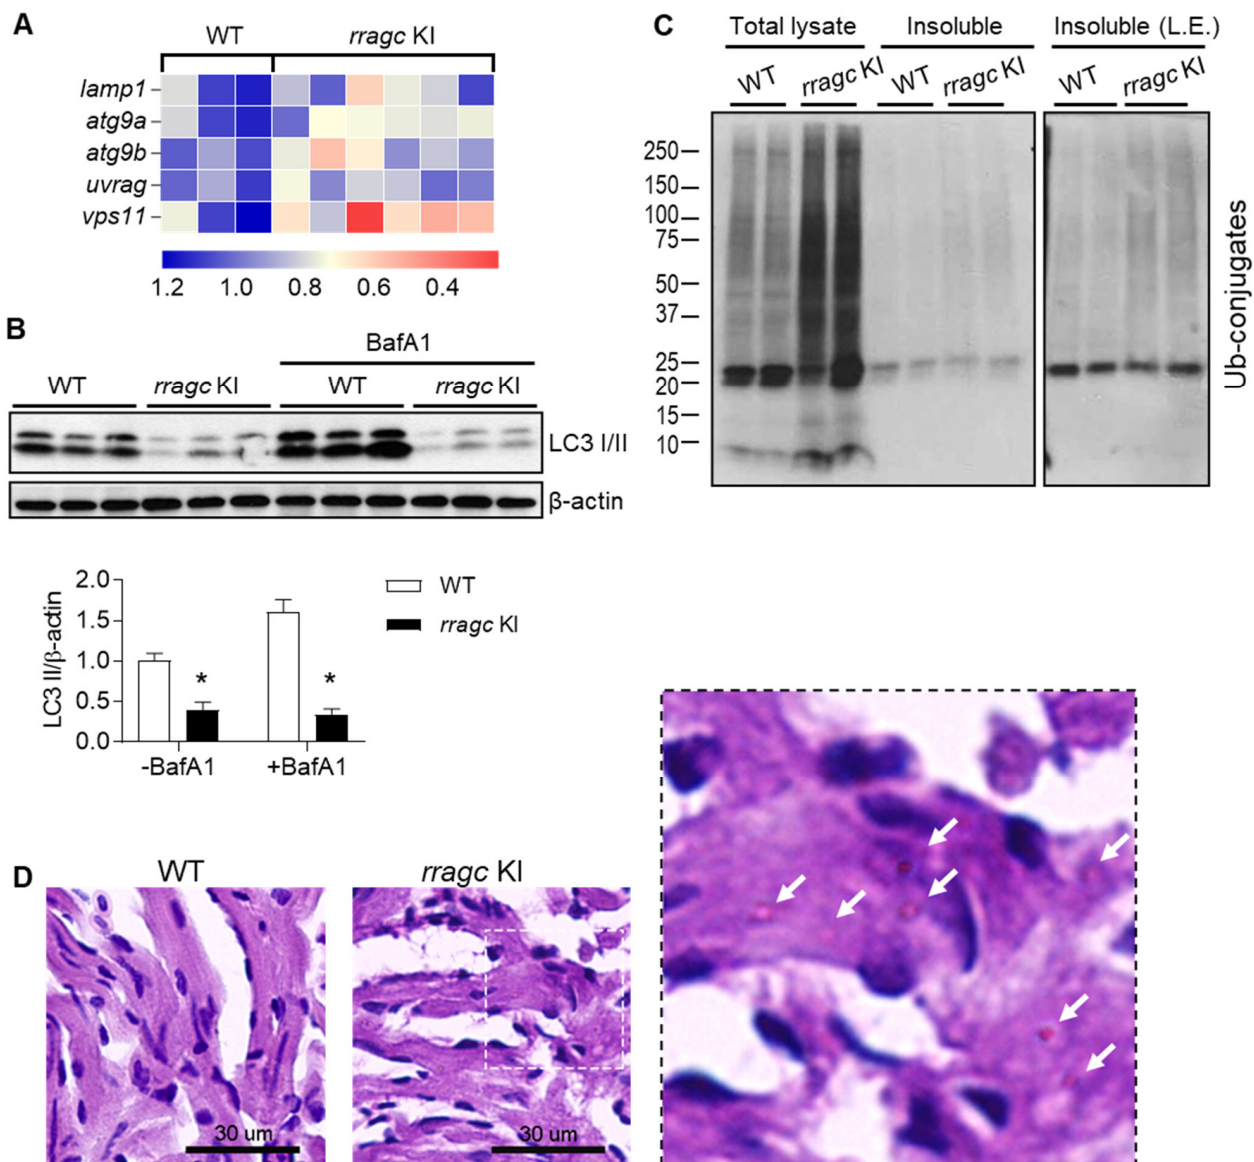 A
WT
rragc KI
lamp1
atg9a
atg9b
uvrag
vps11
1.2 1.0 0.8 0.6 0.4
B
BafA1
WT rragc KI WT rragc KI
LC3 I/II
β-actin
LC3 II/β-actin
2.0
1.5
1.0
0.5
0.0
-BafA1 +BafA1
WT
rragc KI
C
Total lysate Insoluble Insoluble (L.E.)
WT rragc KI WT rragc KI WT rragc KI
250
150
100
75
50
37
25
20
15
10
Ub-conjugates
D
WT
rragc KI
30 um
30 um